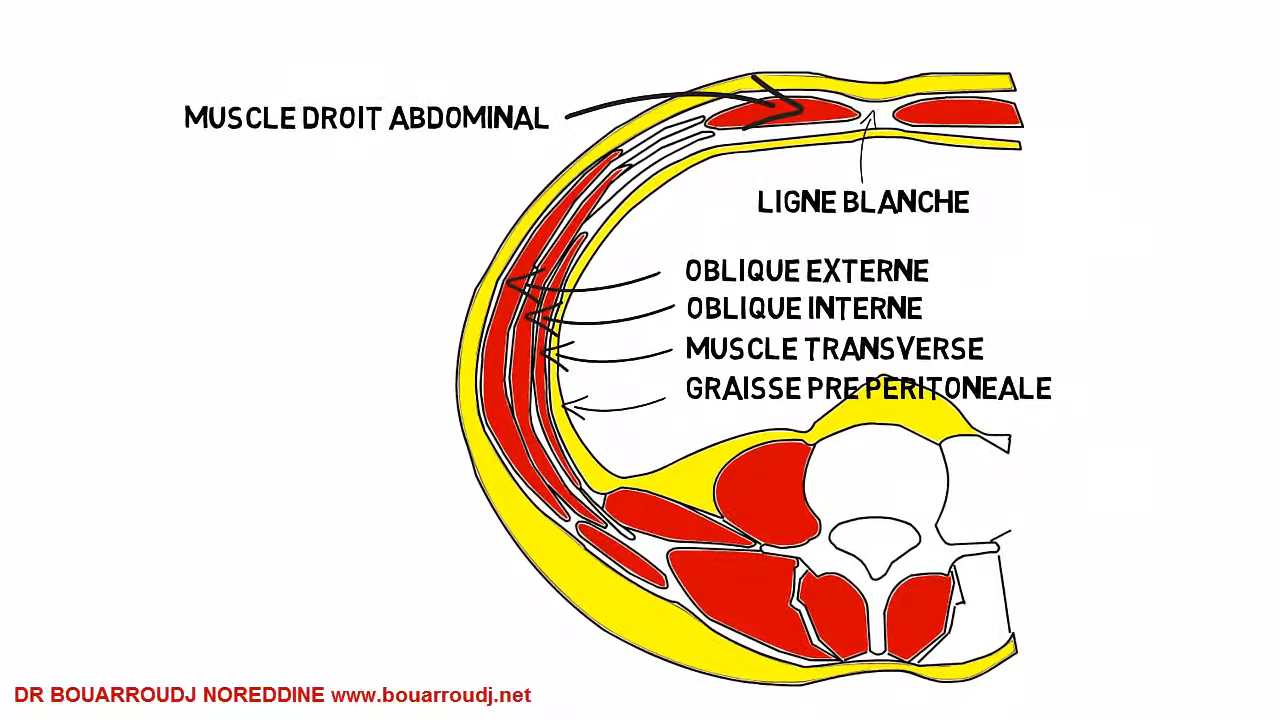 MUSCLE DROIT ABDOMINAL
LIGNE BLANCHE
OBLIQUE EXTERNE
OBLIQUE INTERNE
MUSCLE TRANSVERSE
GRAISSE PRE PERITONEALE
DR BOUARROUDJ NOREDDINE www.bouarroudj.net